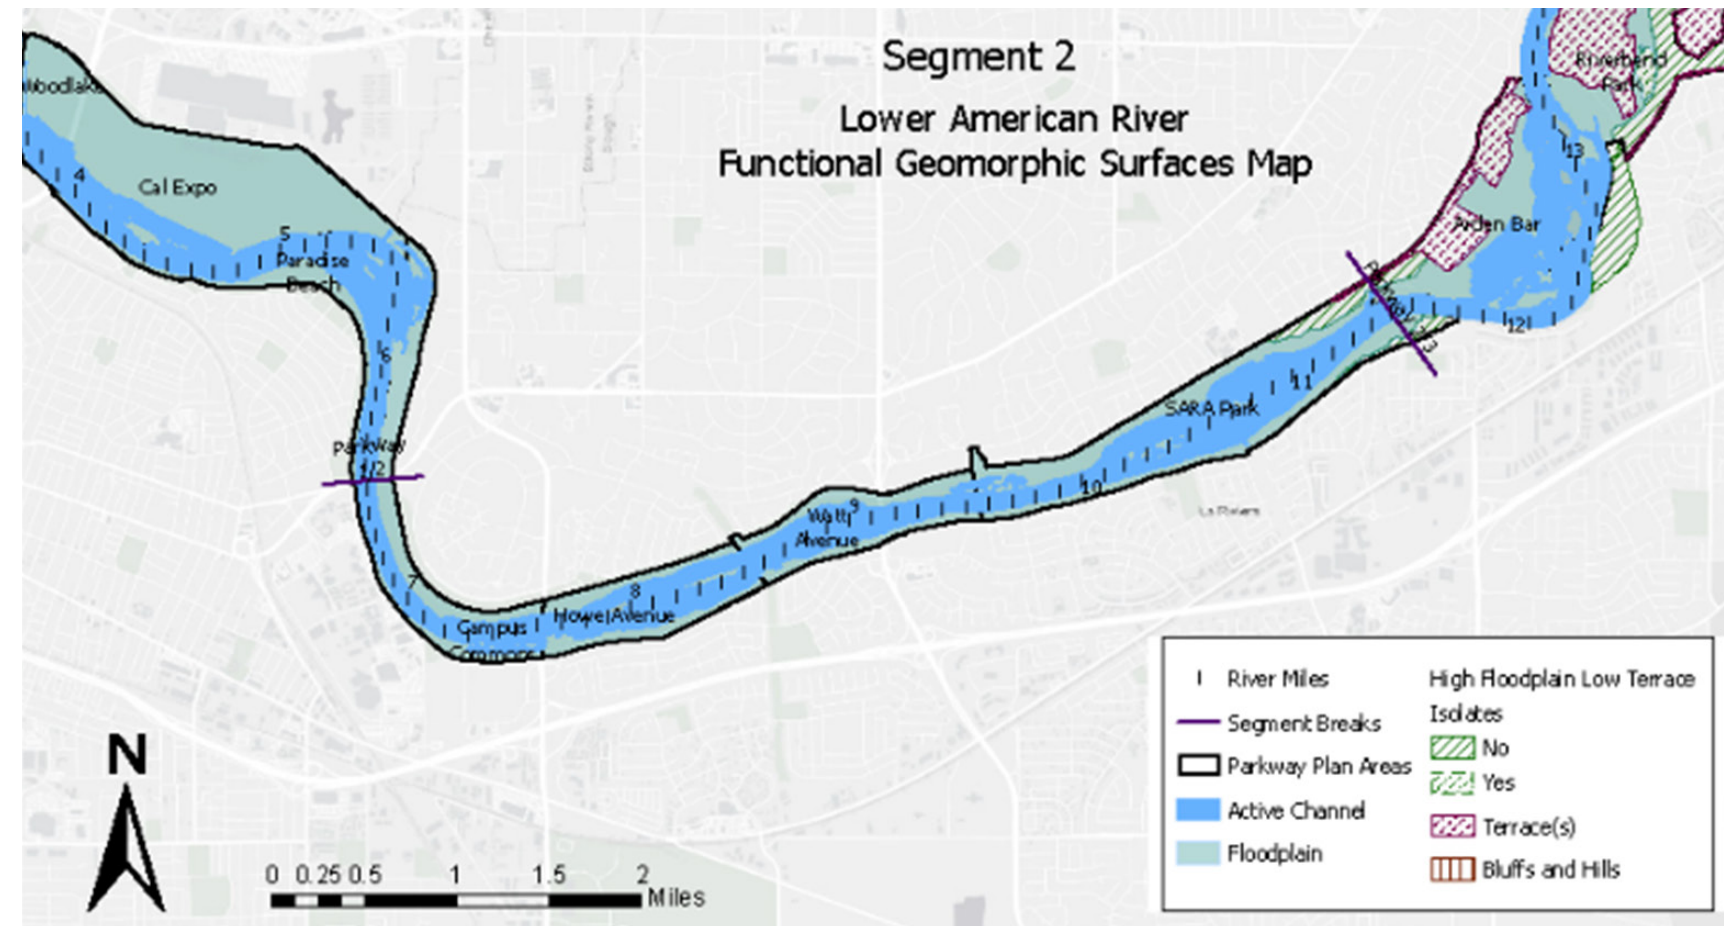 Segment 2
Lower American River
Functional Geomorphic Surfaces Map
Woodlake
Cal Expo
4
5
Paradise
Beach
6
Parkway
1/2
7
Campus
Commons
Howe Avenue
8
Watt
Avenue
9
10
SARA Park
11
La Riviera
12
Arden Bar
13
Riverbend
Park
N
0 0.25 0.5 1 1.5 2
Miles
River Miles
Segment Breaks
Parkway Plan Areas
Active Channel
Floodplain
High Floodplain Low Terrace
Isolates
No
Yes
Terrace(s)
Bluffs and Hills